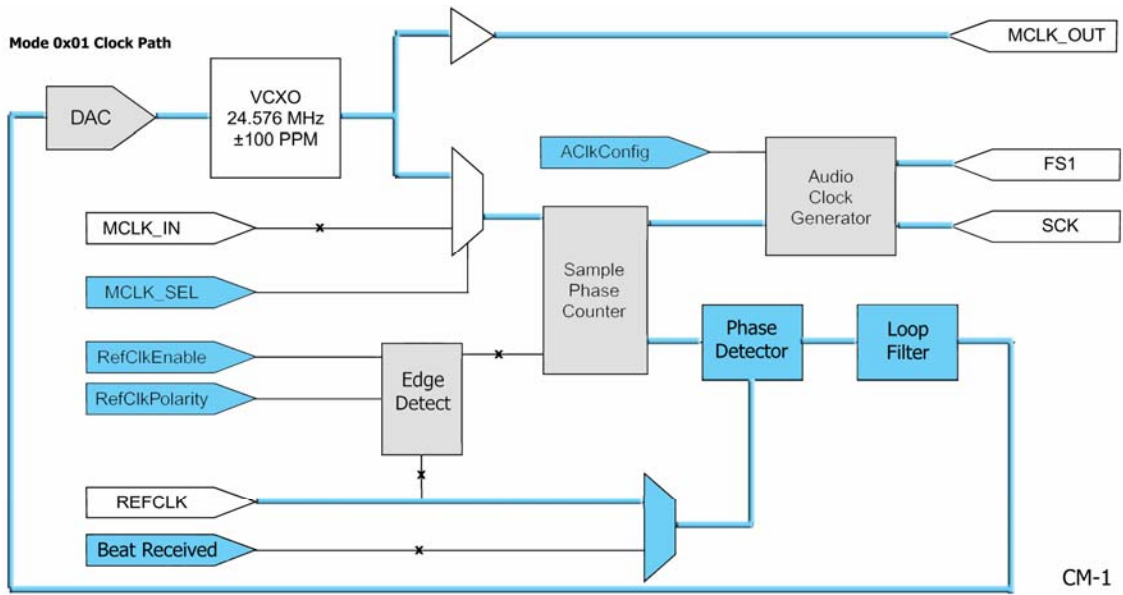 Mode 0x01 Clock Path
MCLK_OUT
DAC
VCXO
24.576 MHz
±100 PPM
AClkConfig
Audio
Clock
Generator
FS1
SCK
MCLK_IN
x
MCLK_SEL
Sample
Phase
Counter
Phase
Detector
Loop
Filter
RefClkEnable
x
RefClkPolarity
Edge
Detect
x
REFCLK
Beat Received
x
CM-1